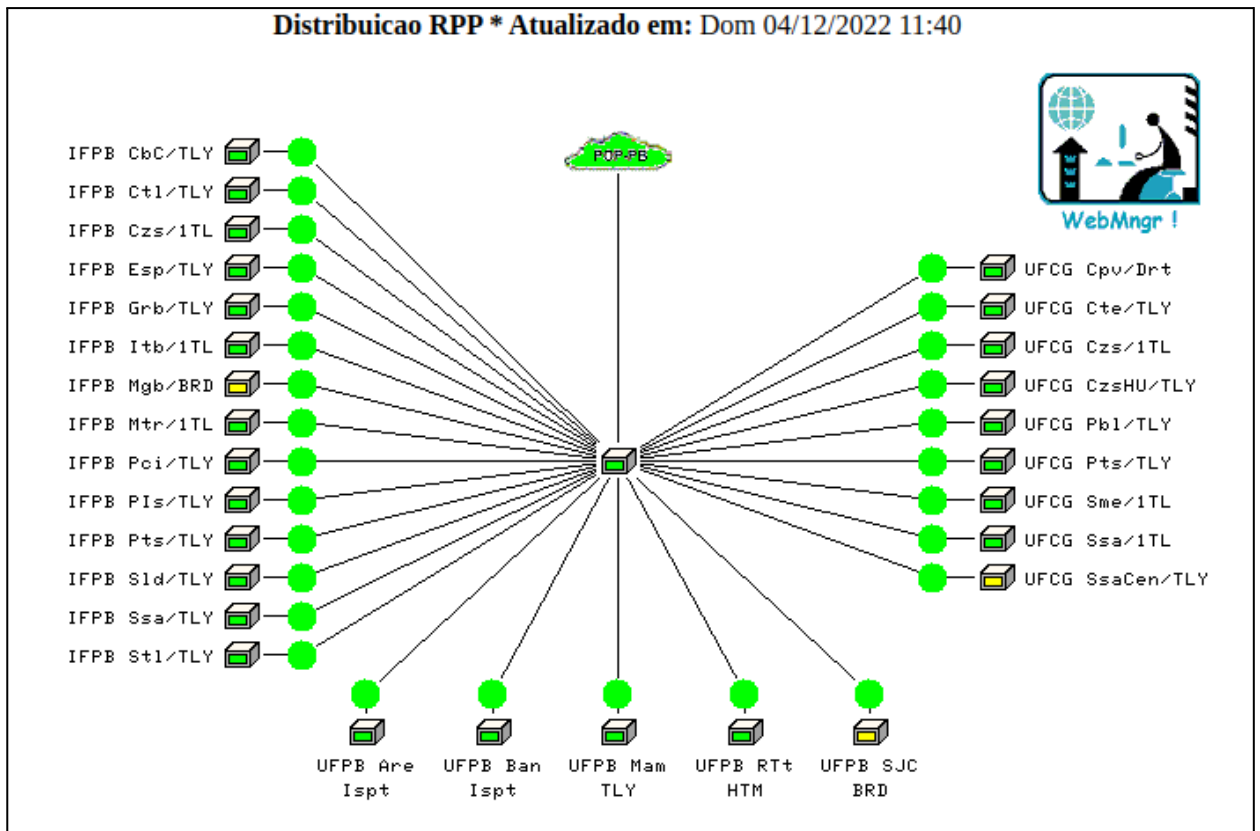 Distribuicao RPP * Atualizado em: Dom 04/12/2022 11:40
POP-PB
WebMngr !
IFPB CbC/TLY
IFPB Ctl/TLY
IFPB Czs/1TL
IFPB Esp/TLY
IFPB Grb/TLY
IFPB Itb/1TL
IFPB Mgb/BRD
IFPB Mtr/1TL
IFPB Pci/TLY
IFPB PIs/TLY
IFPB Pts/TLY
IFPB Sld/TLY
IFPB Ssa/TLY
IFPB Stl/TLY
UFCG Cpv/Drt
UFCG Cte/TLY
UFCG Czs/1TL
UFCG CzsHU/TLY
UFCG Pbl/TLY
UFCG Pts/TLY
UFCG Sme/1TL
UFCG Ssa/1TL
UFCG SsaCen/TLY
UFPB Are
Ispt
UFPB Ban
Ispt
UFPB Mam
TLY
UFPB RTt
HTM
UFPB SJC
BRD